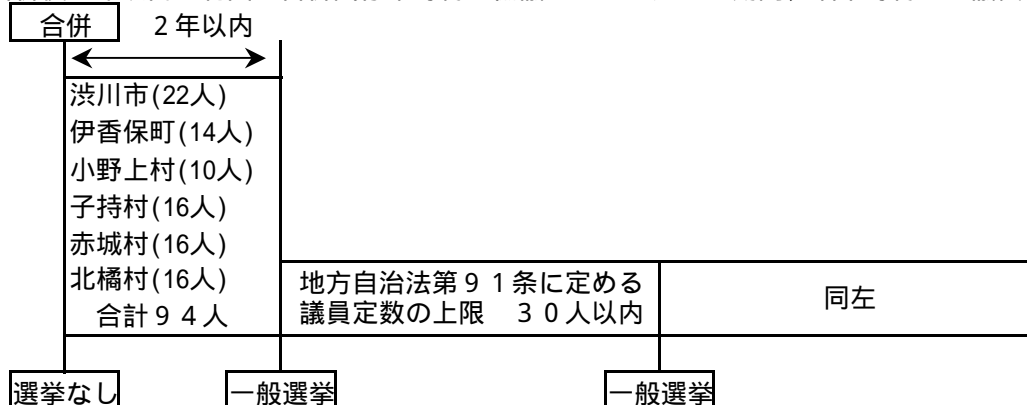 合併 2年以内
渋川市(22人)
伊香保町(14人)
小野上村(10人)
子持村(16人)
赤城村(16人)
北橘村(16人)
合計94人
地方自治法第91条に定める
議員定数の上限 30人以内
同左
選挙なし 一般選挙 一般選挙